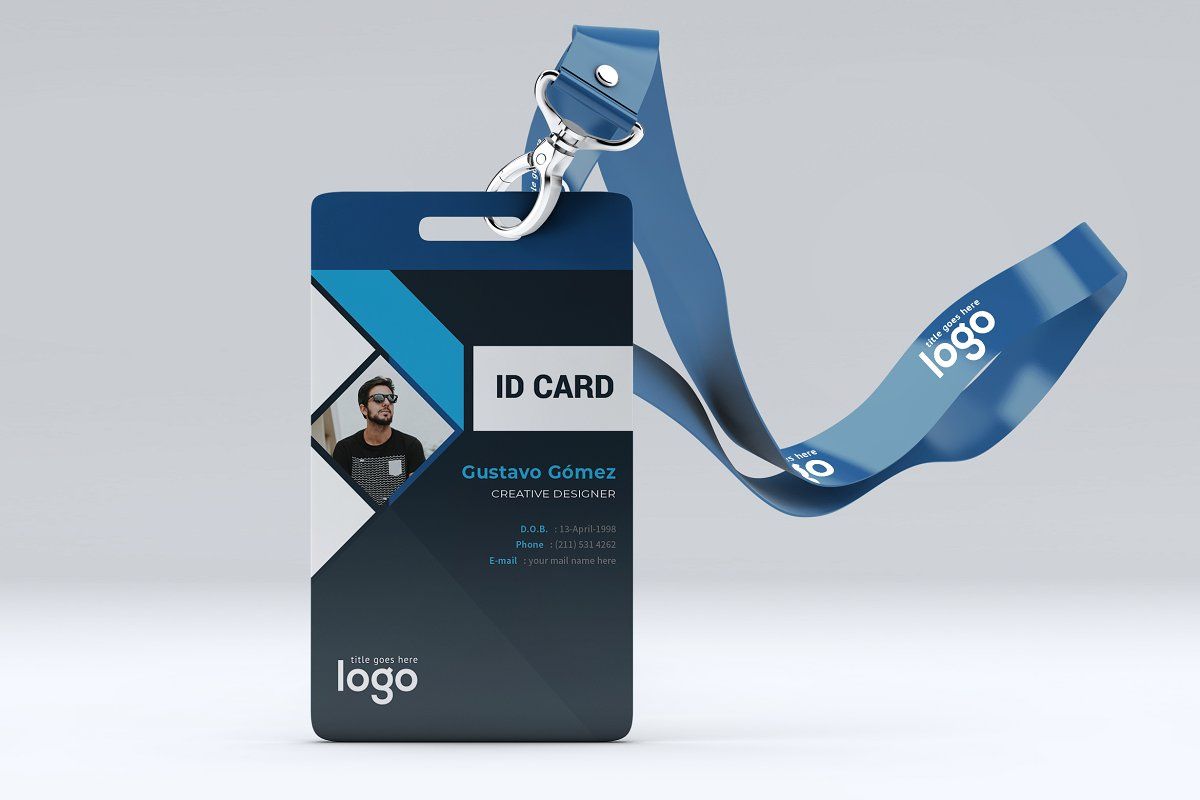 ID CARD
Gustavo Gómez
CREATIVE DESIGNER
D.O.B. : 13-April-1998
Phone : (211) 531 4262
E-mail : your mail name here
title goes here
logo
title goes here
logo